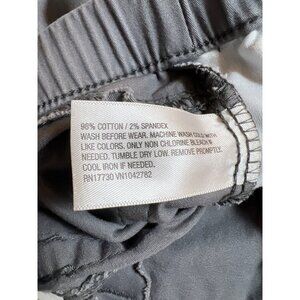 98% COTTON / 2% SPANDEX
WASH BEFORE WEAR. MACHINE WASH COLD WITH
LIKE COLORS. ONLY NON CHLORINE BLEACH IF
NEEDED. TUMBLE DRY LOW. REMOVE PROMPTLY.
COOL IRON IF NEEDED.
RN17730 VN1042782